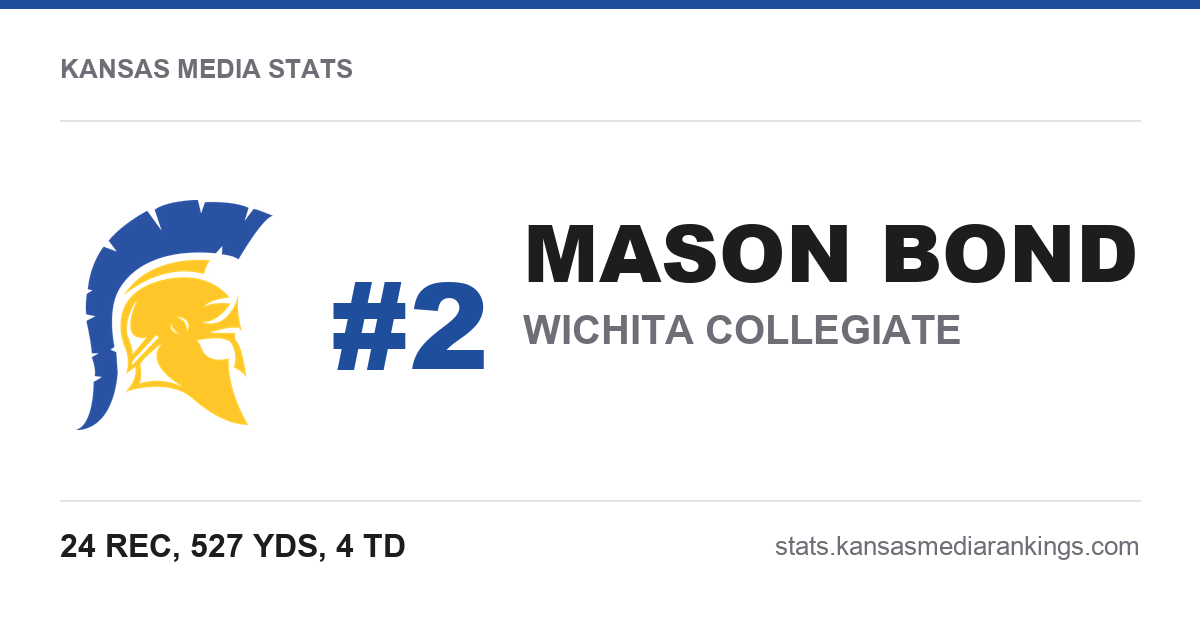 KANSAS MEDIA STATS
#2
MASON BOND
WICHITA COLLEGIATE
24 REC, 527 YDS, 4 TD
stats.kansasmediarankings.com